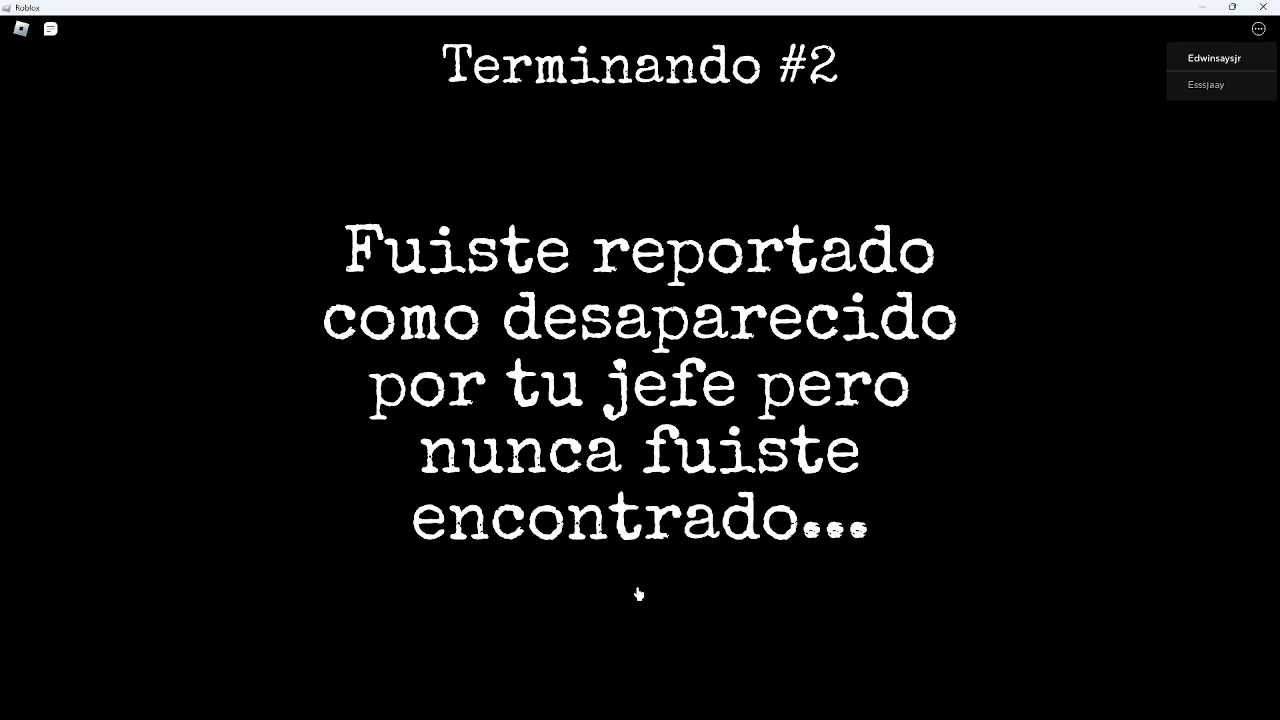 Roblox
Terminando #2
Edwinsaysjr
Esssjaay
Fuiste reportado
como desaparecido
por tu jefe pero
nunca fuiste
encontrado...